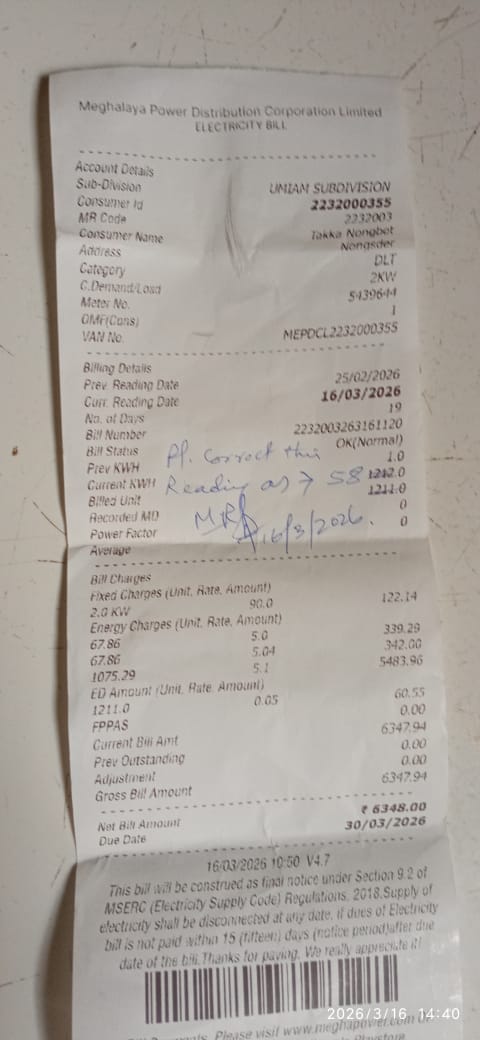 Meghalaya Power Distribution Corporation Limited
ELECTRICITY BILL
Account Details
Sub-Division UMIAM SUBDIVISION
Consumer Id 2232000355
MR Code 2232003
Consumer Name Takka Nongbet
Address Nongsder
Category DLT
C.Demand/Load 2KW
Meter No. 5439644
OMF(Cons) 1
VAN No. MEPDCL2232000355
Billing Details
Prev. Reading Date 25/02/2026
Curr. Reading Date 16/03/2026
No. of Days 19
Bill Number 2232003263161120
Bill Status OK(Normal)
Prev KWH 1.0
Current KWH 1212.0
Billed Unit 1211.0
Recorded MD 0
Power Factor 0
Average
Pl. correct this
Reading as → 58
MR
16/3/2026.
Bill Charges
Fixed Charges (Unit, Rate, Amount)
2.0 KW 90.0 122.14
Energy Charges (Unit, Rate, Amount)
67.86 5.0 339.29
67.86 5.04 342.00
1075.29 5.1 5483.96
ED Amount (Unit, Rate, Amount)
1211.0 0.05 60.55
FPPAS 0.00
Current Bill Amt 6347.94
Prev Outstanding 0.00
Adjustment 0.00
Gross Bill Amount 6347.94
Net Bill Amount ₹ 6348.00
Due Date 30/03/2026
16/03/2026 10:50 V4.7
This bill will be construed as final notice under Section 9.2 of
MSERC (Electricity Supply Code) Regulations, 2018.Supply of
electricity shall be disconnected at any date, if dues of Electricity
bill is not paid within 15 (fifteen) days (notice period)after due
date of the bill.Thanks for paying. We really appreciate it!
2026/3/16 14:40
Please visit www.meghapower.com
Playstore